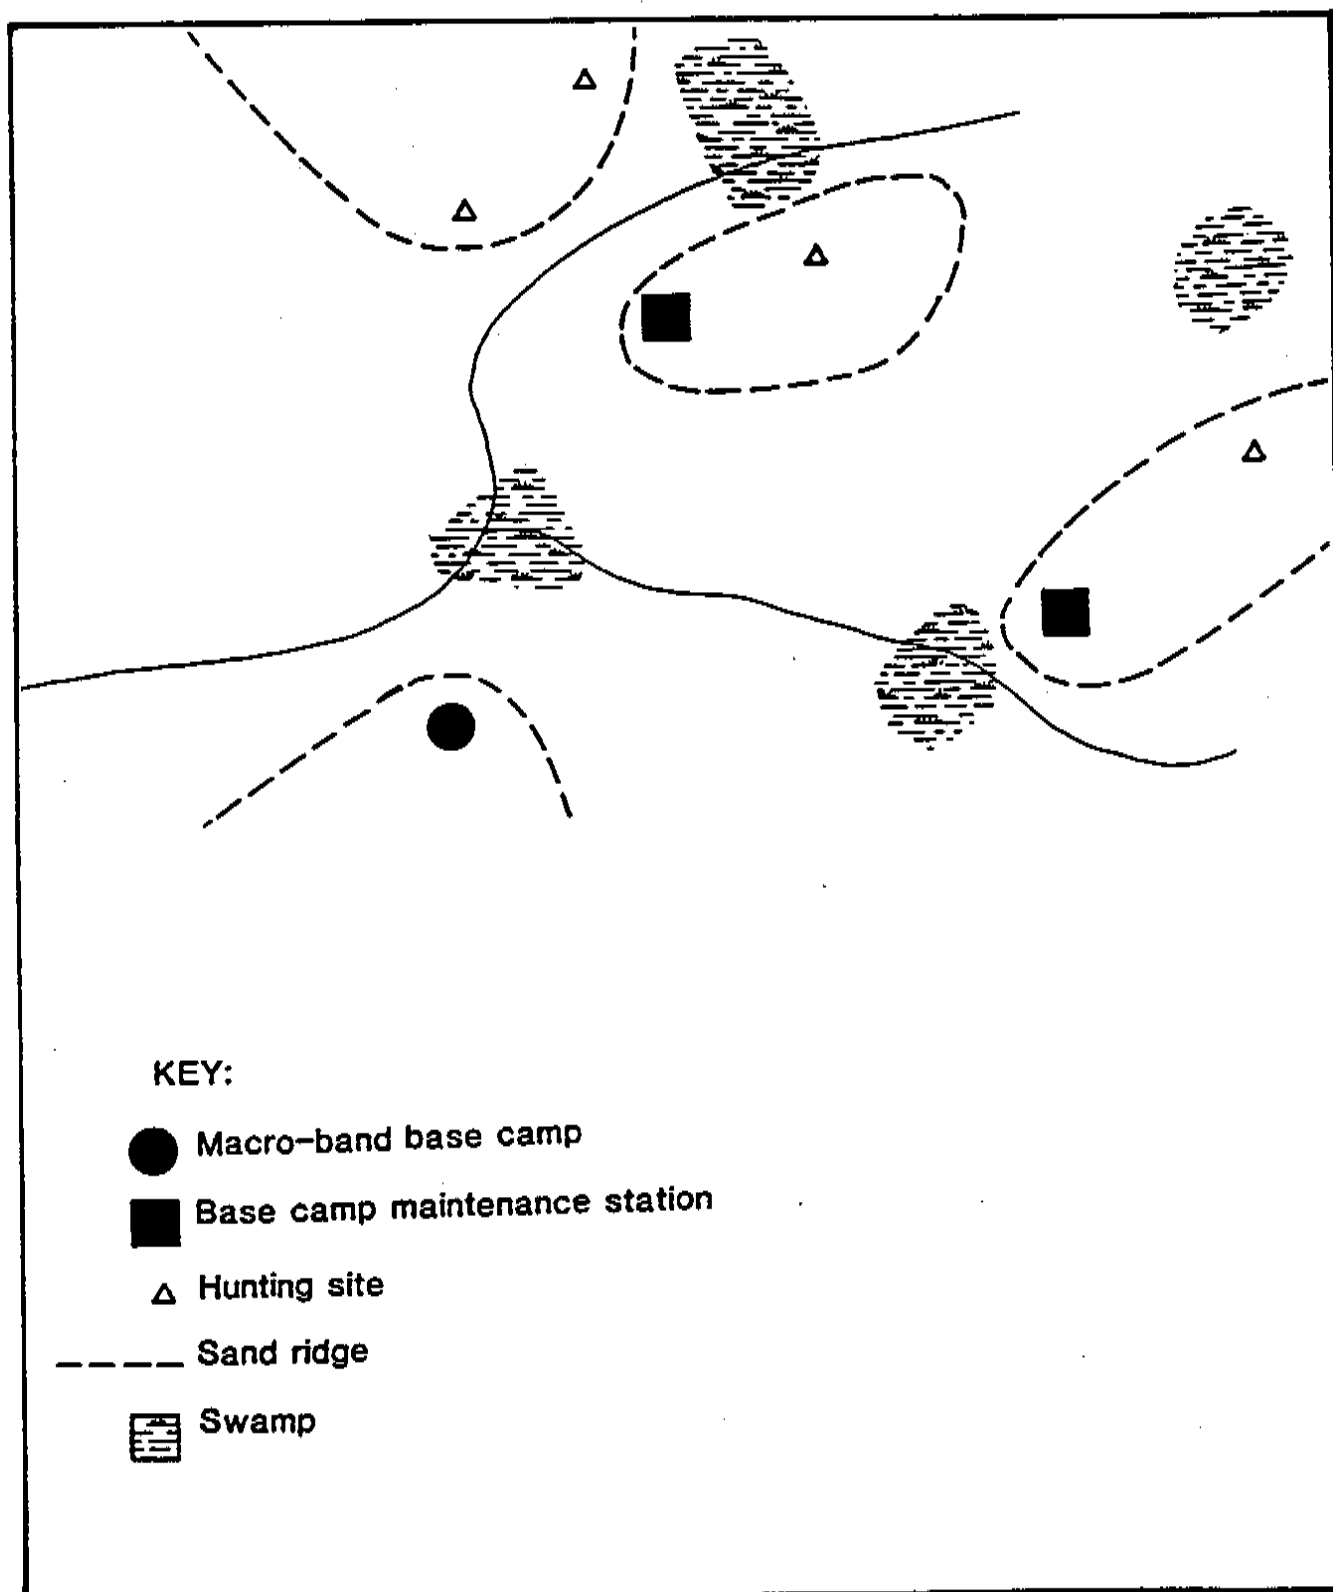 KEY:
Macro-band base camp
Base camp maintenance station
Hunting site
Sand ridge
Swamp